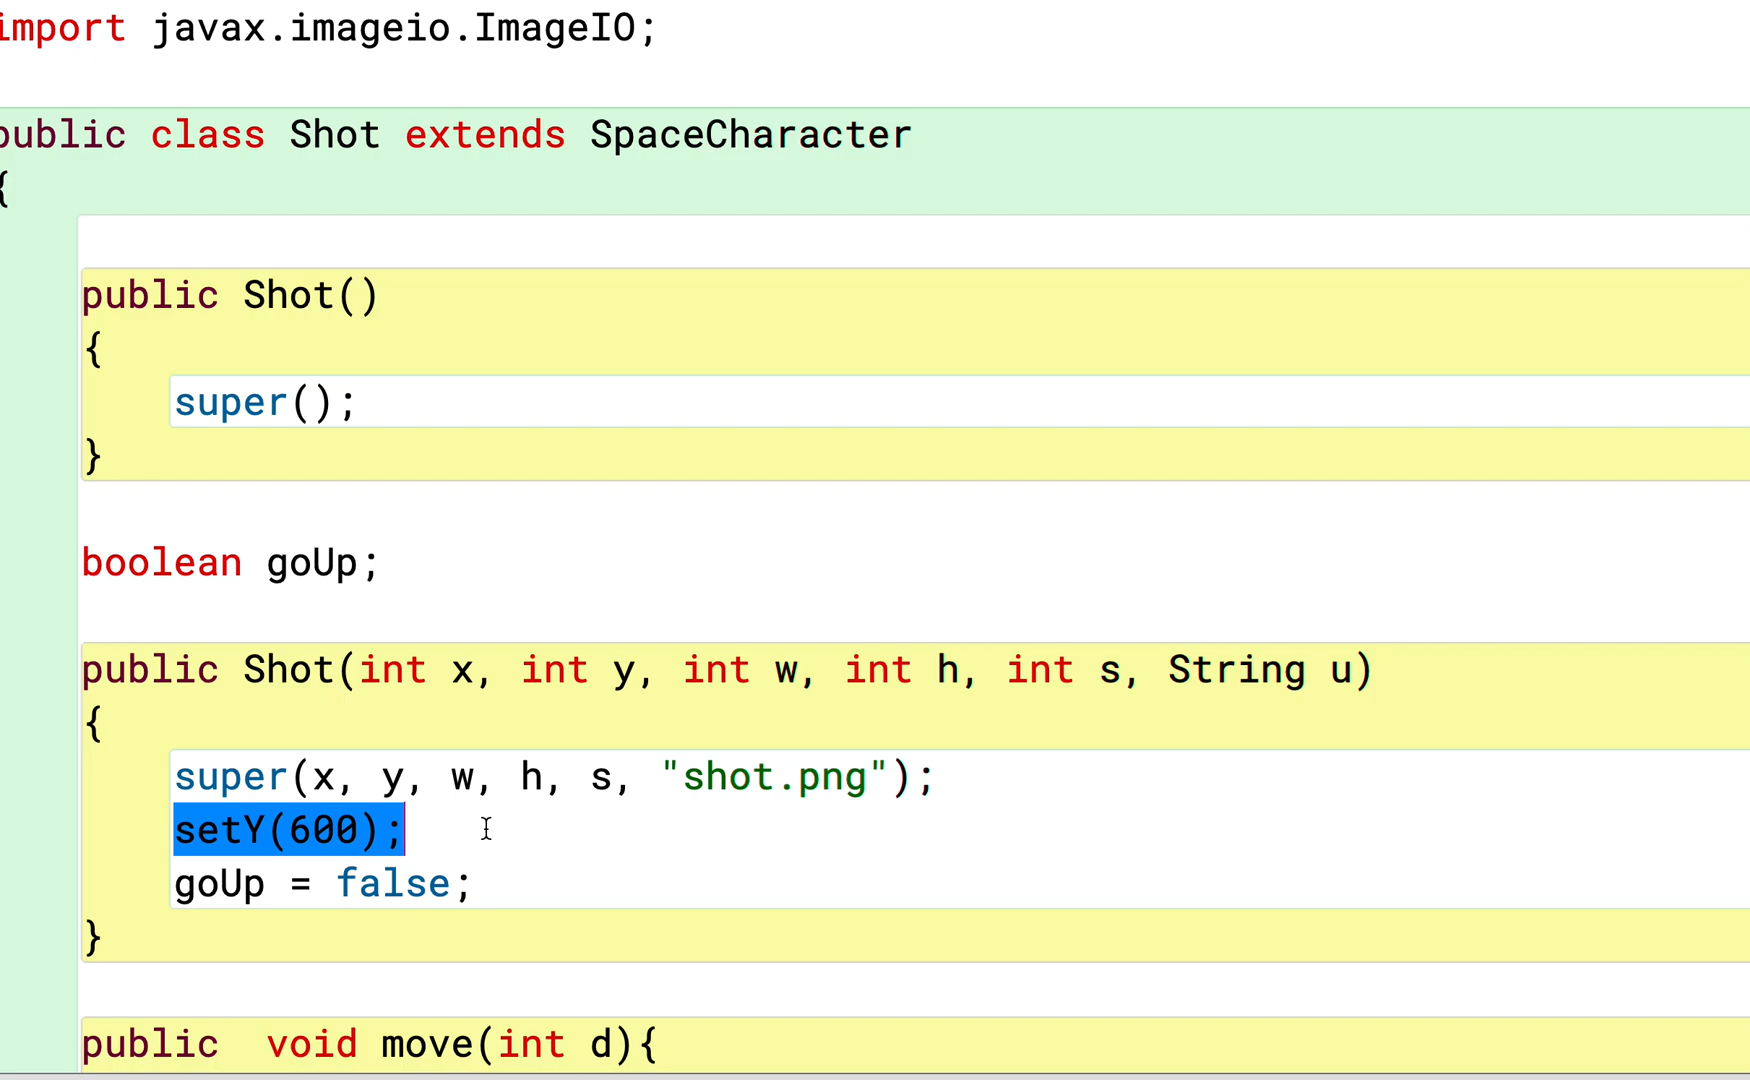 import javax.imageio.ImageIO;
public class Shot extends SpaceCharacter
{
public Shot()
{
super();
}
boolean goUp;
public Shot(int x, int y, int w, int h, int s, String u)
{
super(x, y, w, h, s, "shot.png");
setY(600);
goUp = false;
}
public  void move(int d){